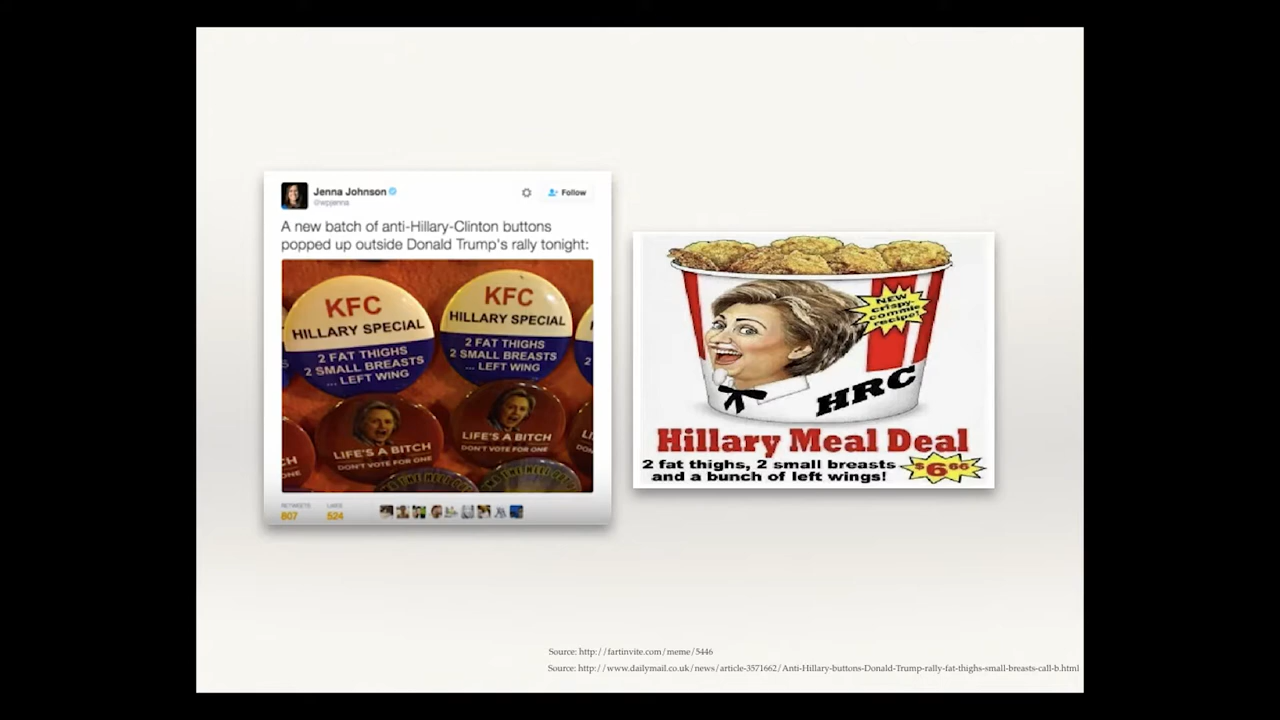 Jenna Johnson
@wpjenna
Follow
A new batch of anti-Hillary-Clinton buttons
popped up outside Donald Trump's rally tonight:
KFC
HILLARY SPECIAL
2 FAT THIGHS
2 SMALL BREASTS
... LEFT WING
KFC
HILLARY SPECIAL
2 FAT THIGHS
2 SMALL BREASTS
... LEFT WING
LIFE'S A BITCH
DON'T VOTE FOR ONE
LIFE'S A BITCH
DON'T VOTE FOR ONE
RETWEETS
LIKES
807
524
NEW
crispy-
commie
recipe!
HRC
Hillary Meal Deal
2 fat thighs, 2 small breasts
and a bunch of left wings!
$6.66
Source: http://fartinvite.com/meme/5446
Source: http://www.dailymail.co.uk/news/article-3571662/Anti-Hillary-buttons-Donald-Trump-rally-fat-thighs-small-breasts-call-b.html